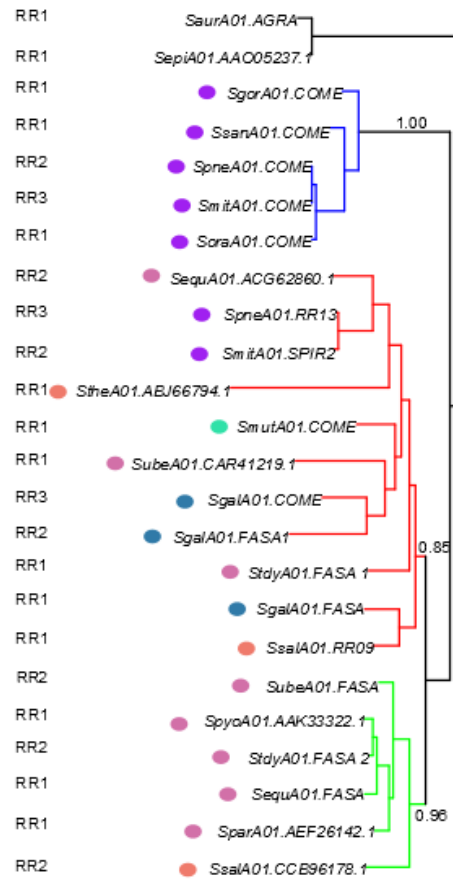 RR1 SaurA01.AGRA
RR1 SepiA01.AAO05237.1
RR1 SgorA01.COME
1.00
RR1 SsanA01.COME
RR2 SpneA01.COME
RR3 SmitA01.COME
RR1 SoraA01.COME
RR2 SequA01.ACG62860.1
RR3 SpneA01.RR13
RR2 SmitA01.SPIR2
RR1 StheA01.ABJ66794.1
RR1 SmutA01.COME
RR1 SubeA01.CAR41219.1
RR3 SgalA01.COME
RR2 SgalA01.FASA1
0.85
RR1 StdyA01.FASA 1
RR1 SgalA01.FASA
RR1 SsalA01.RR09
RR2 SubeA01.FASA
RR1 SpyoA01.AAK33322.1
RR2 StdyA01.FASA 2
RR1 SequA01.FASA
0.96
RR1 SparA01.AEF26142.1
RR2 SsalA01.CCB96178.1